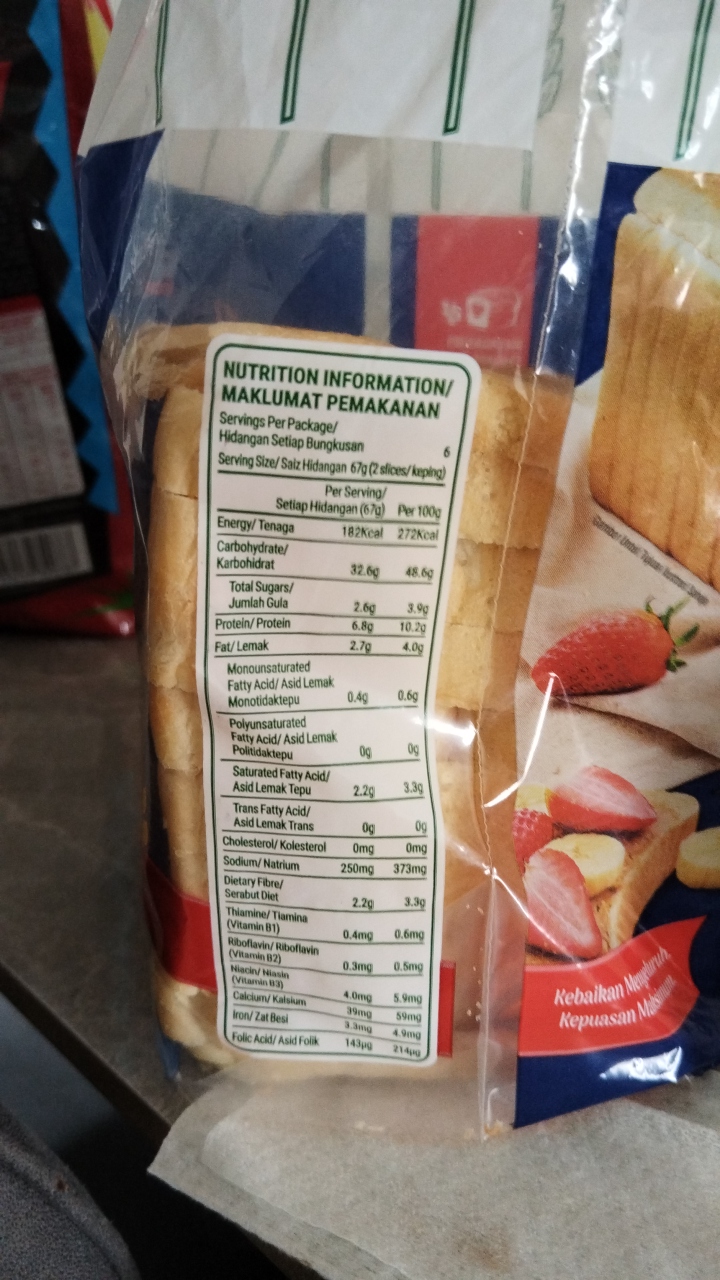 NUTRITION INFORMATION/
MAKLUMAT PEMAKANAN
Servings Per Package/
Hidangan Setiap Bungkusan 6
Serving Size/ Saiz Hidangan 67g (2 slices/ keping)
Per Serving/
Setiap Hidangan (67g) Per 100g
Energy/ Tenaga 182Kcal 272Kcal
Carbohydrate/
Karbohidrat 32.6g 48.6g
Total Sugars/
Jumlah Gula 2.6g 3.9g
Protein/ Protein 6.8g 10.2g
Fat/ Lemak 2.7g 4.0g
Monounsaturated
Fatty Acid/ Asid Lemak
Monotidaktepu 0.4g 0.6g
Polyunsaturated
Fatty Acid/ Asid Lemak
Politidaktepu 0g 0g
Saturated Fatty Acid/
Asid Lemak Tepu 2.2g 3.3g
Trans Fatty Acid/
Asid Lemak Trans 0g 0g
Cholesterol/ Kolesterol 0mg 0mg
Sodium/ Natrium 250mg 373mg
Dietary Fibre/
Serabut Diet 2.2g 3.3g
Thiamine/ Tiamina
(Vitamin B1) 0.4mg 0.6mg
Riboflavin/ Riboflavin
(Vitamin B2) 0.3mg 0.5mg
Niacin/ Niasin
(Vitamin B3) 4.0mg 5.9mg
Calcium/ Kalsium 39mg 59mg
Iron/ Zat Besi 3.3mg 4.9mg
Folic Acid/ Asid Folik 143µg 214µg
Kebaikan
Kepuasan